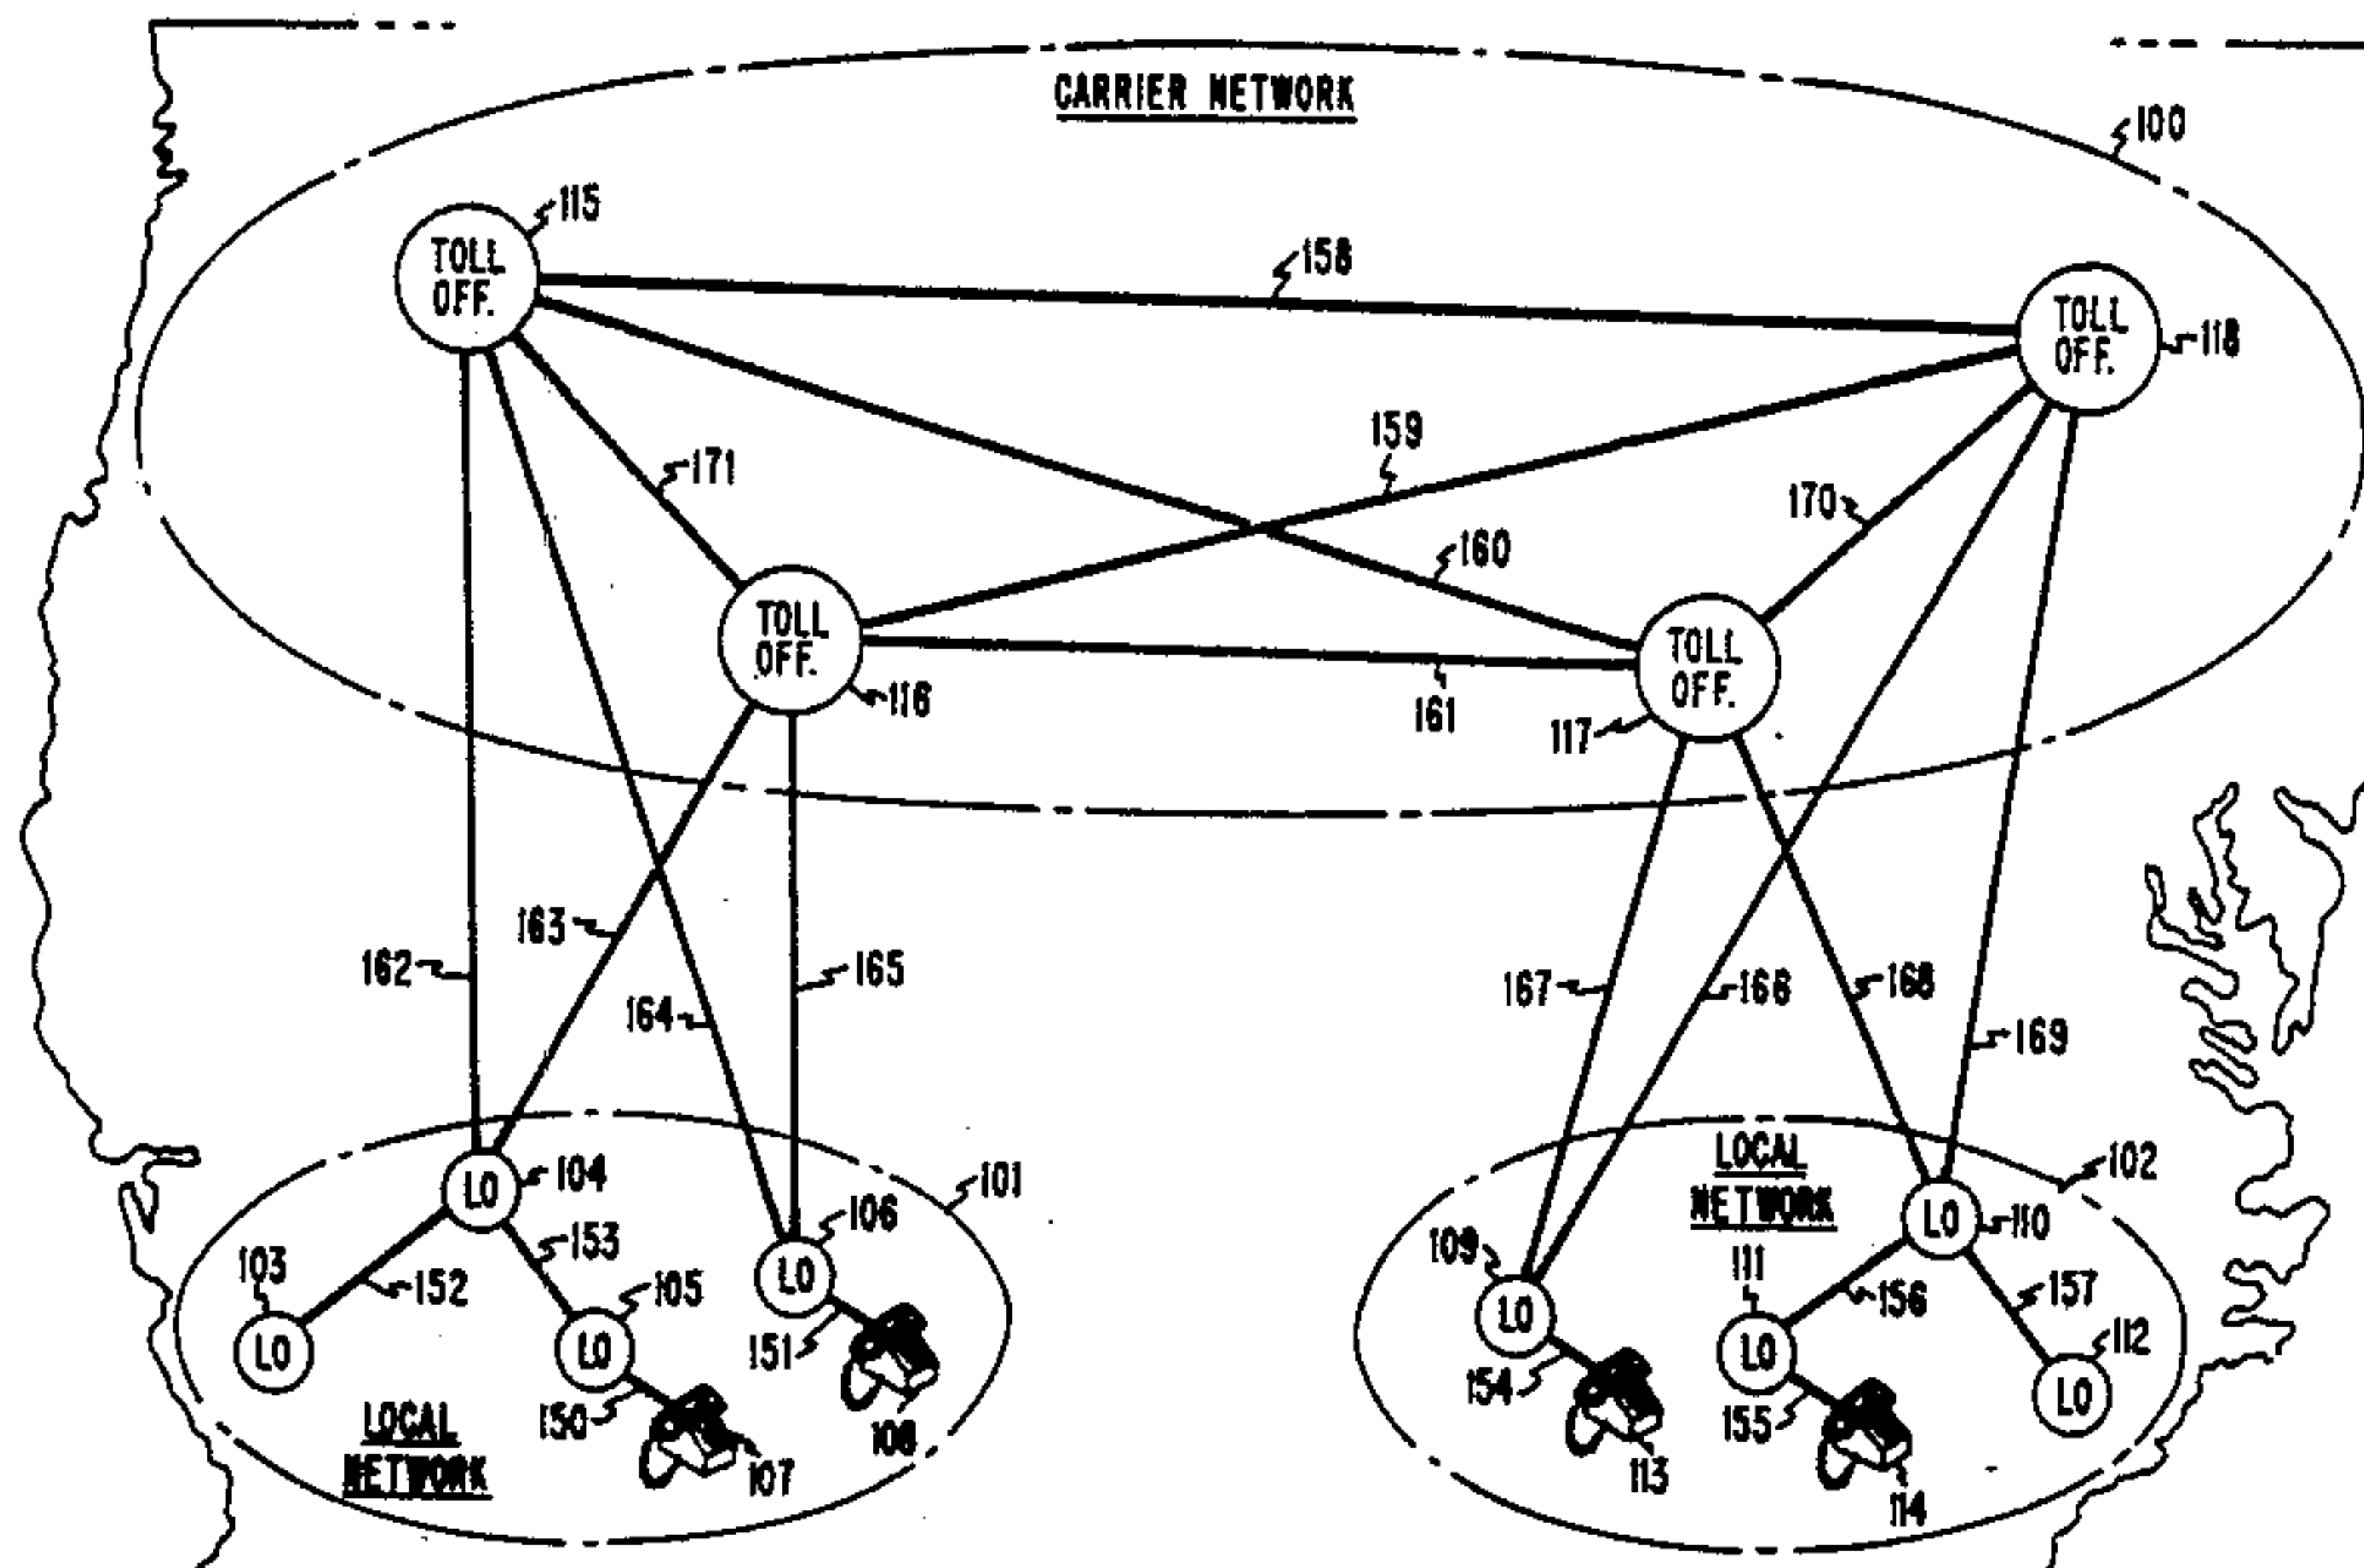 CARRIER NETWORK
100
115
TOLL
OFF.
158
TOLL
OFF.
118
171
159
170
160
TOLL
OFF.
116
161
TOLL
OFF.
117
163
162
165
164
167
166
168
169
LO
104
101
106
LO
153
103
152
105
LO
LO
151
150
108
107
LOCAL
NETWORK
LOCAL
NETWORK
102
LO
110
109
111
156
157
LO
LO
112
LO
154
155
113
114